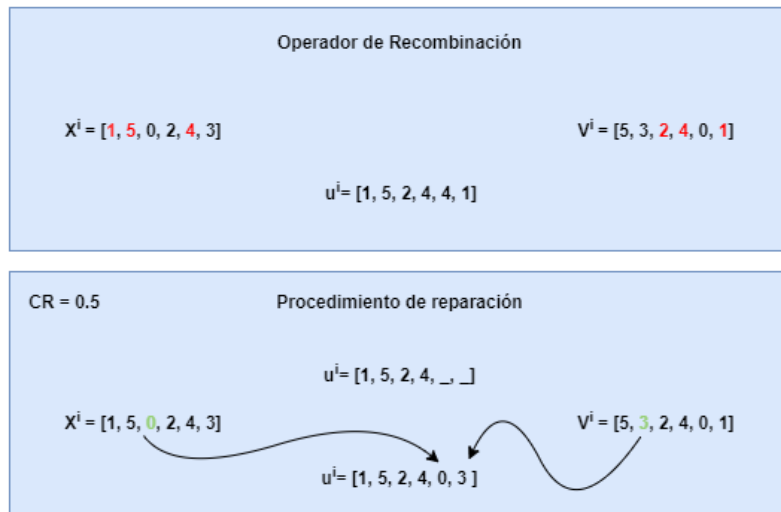 Operador de Recombinación
Xⁱ = [1, 5, 0, 2, 4, 3]
Vⁱ = [5, 3, 2, 4, 0, 1]
uⁱ= [1, 5, 2, 4, 4, 1]
CR = 0.5
Procedimiento de reparación
uⁱ= [1, 5, 2, 4, _, _]
Xⁱ = [1, 5, 0, 2, 4, 3]
Vⁱ = [5, 3, 2, 4, 0, 1]
uⁱ= [1, 5, 2, 4, 0, 3 ]